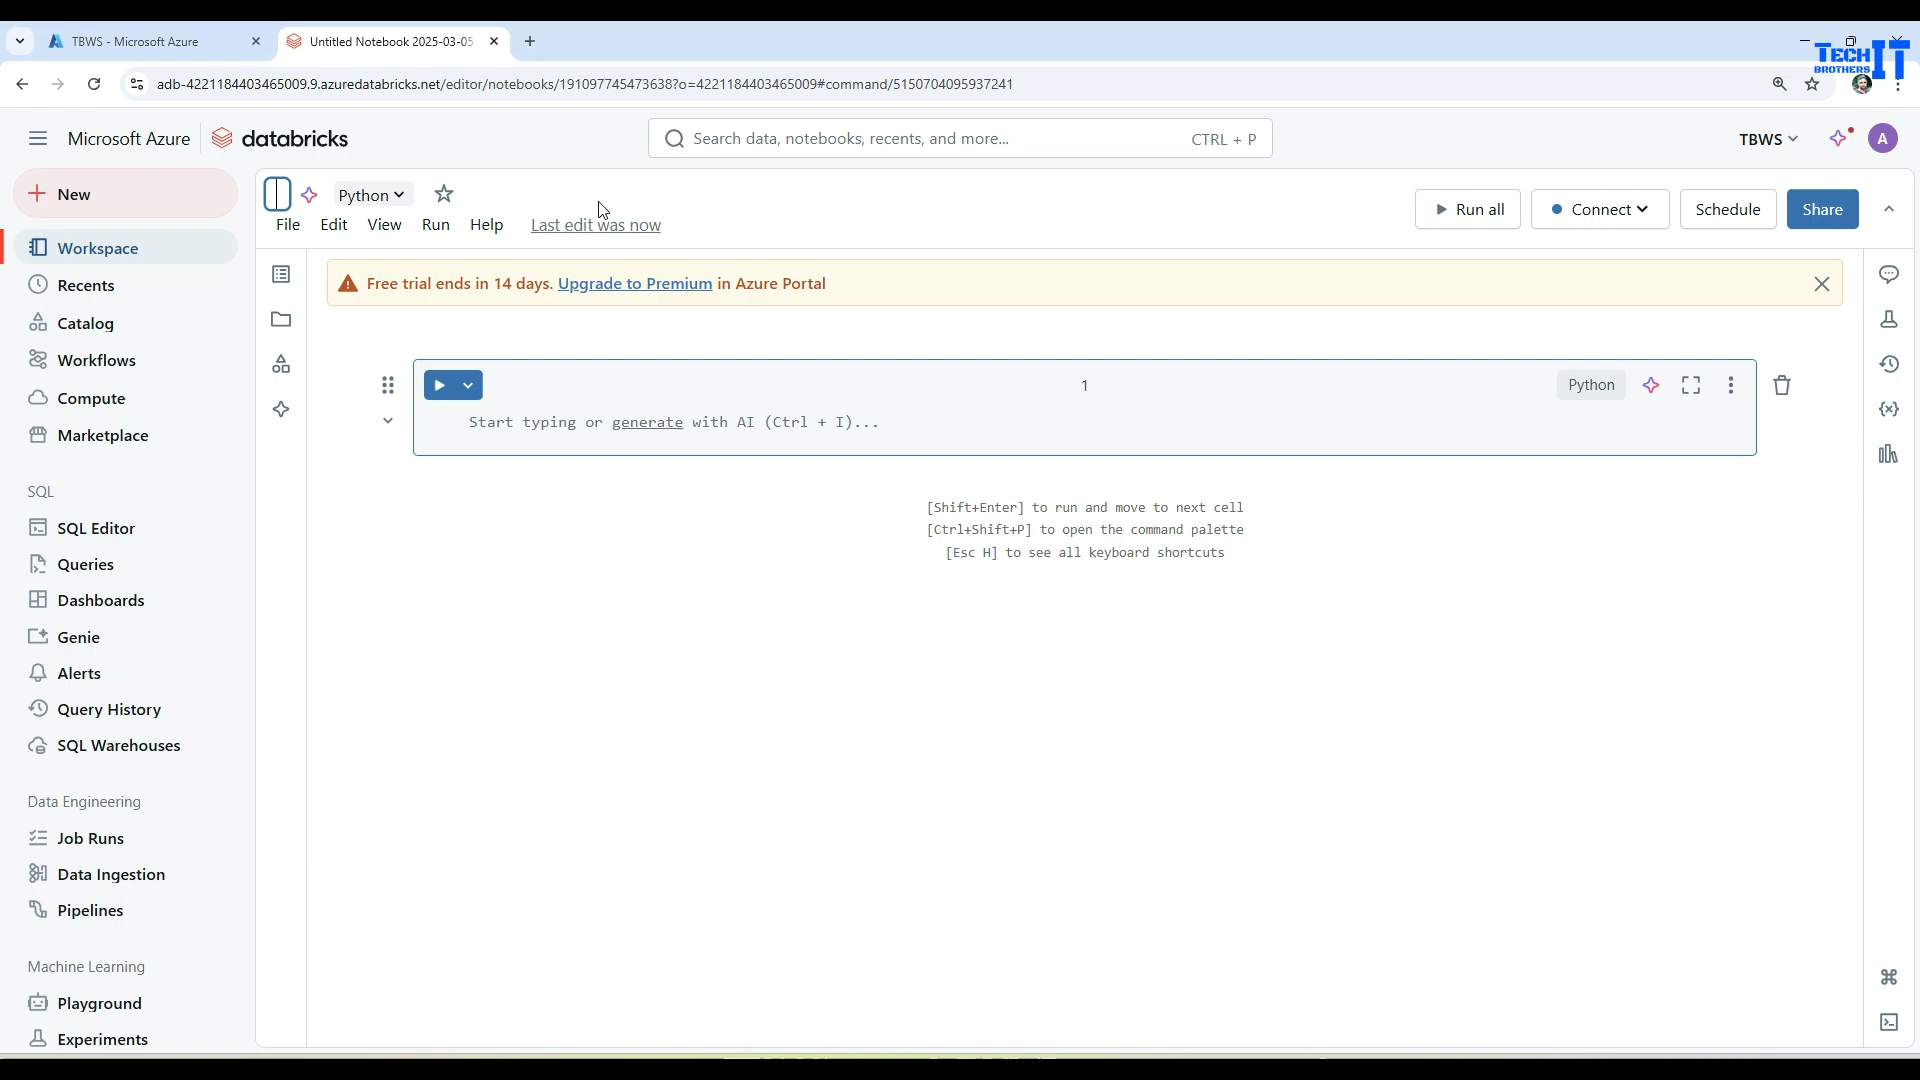 TBWS - Microsoft Azure
Untitled Notebook 2025-03-05
TECH IT
BROTHERS
adb-4221184403465009.9.azuredatabricks.net/editor/notebooks/1910977454736387?o=4221184403465009#command/5150704095937241
Microsoft Azure
databricks
Search data, notebooks, recents, and more...
CTRL + P
TBWS
A
New
Workspace
Recents
Catalog
Workflows
Compute
Marketplace
SQL
SQL Editor
Queries
Dashboards
Genie
Alerts
Query History
SQL Warehouses
Data Engineering
Job Runs
Data Ingestion
Pipelines
Machine Learning
Playground
Experiments
Python
File Edit View Run Help Last edit was now
Run all
Connect
Schedule
Share
Free trial ends in 14 days. Upgrade to Premium in Azure Portal
1
Python
Start typing or generate with AI (Ctrl + I)...
[Shift+Enter] to run and move to next cell
[Ctrl+Shift+P] to open the command palette
[Esc H] to see all keyboard shortcuts